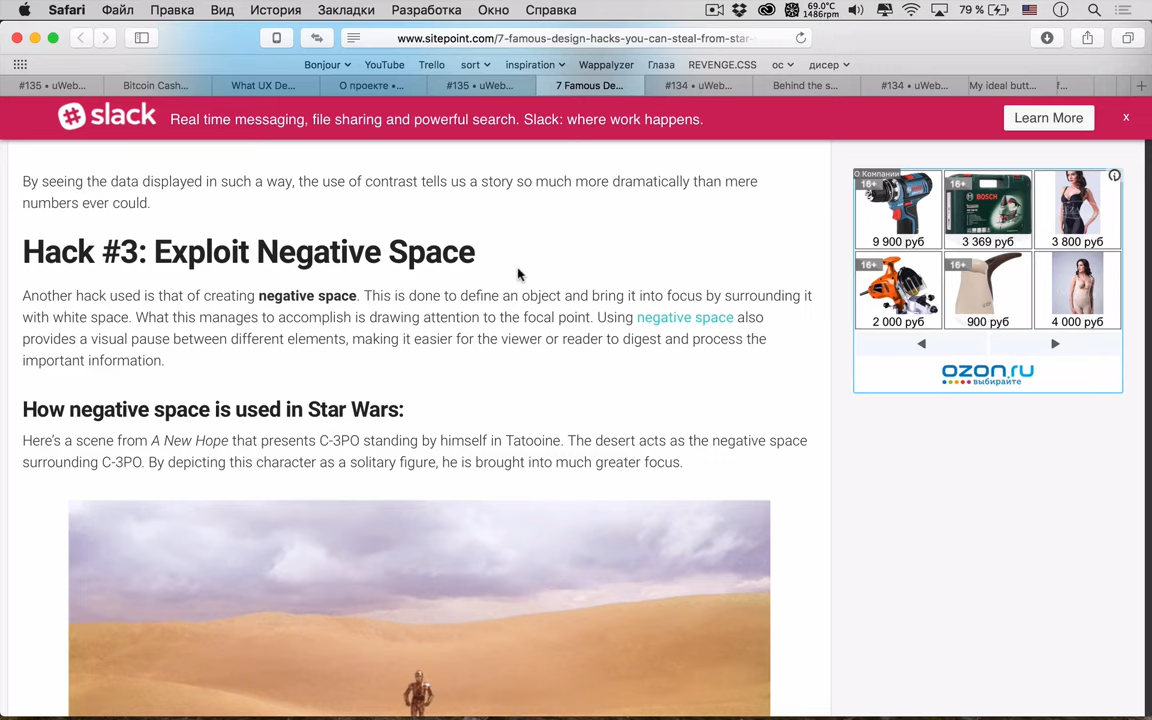 Safari Файл Правка Вид История Закладки Разработка Окно Справка 69.0°C 1486rpm 79 %
www.sitepoint.com/7-famous-design-hacks-you-can-steal-from-star-
Bonjour YouTube Trello sort inspiration Wappalyzer Глаза REVENGE.CSS ос дисер
#135 • uWeb... Bitcoin Cash... What UX De... О проекте •... #135 • uWeb... 7 Famous De... #134 • uWeb... Behind the s... #134 • uWeb... My ideal butt... f...
slack Real time messaging, file sharing and powerful search. Slack: where work happens. Learn More x
By seeing the data displayed in such a way, the use of contrast tells us a story so much more dramatically than mere
numbers ever could.
Hack #3: Exploit Negative Space
Another hack used is that of creating negative space. This is done to define an object and bring it into focus by surrounding it
with white space. What this manages to accomplish is drawing attention to the focal point. Using negative space also
provides a visual pause between different elements, making it easier for the viewer or reader to digest and process the
important information.
How negative space is used in Star Wars:
Here's a scene from A New Hope that presents C-3PO standing by himself in Tatooine. The desert acts as the negative space
surrounding C-3PO. By depicting this character as a solitary figure, he is brought into much greater focus.
О Компании
16+ 16+
BOSCH
9 900 руб 3 369 руб 3 800 руб
16+ 16+
2 000 руб 900 руб 4 000 руб
OZON.RU
выбирайте